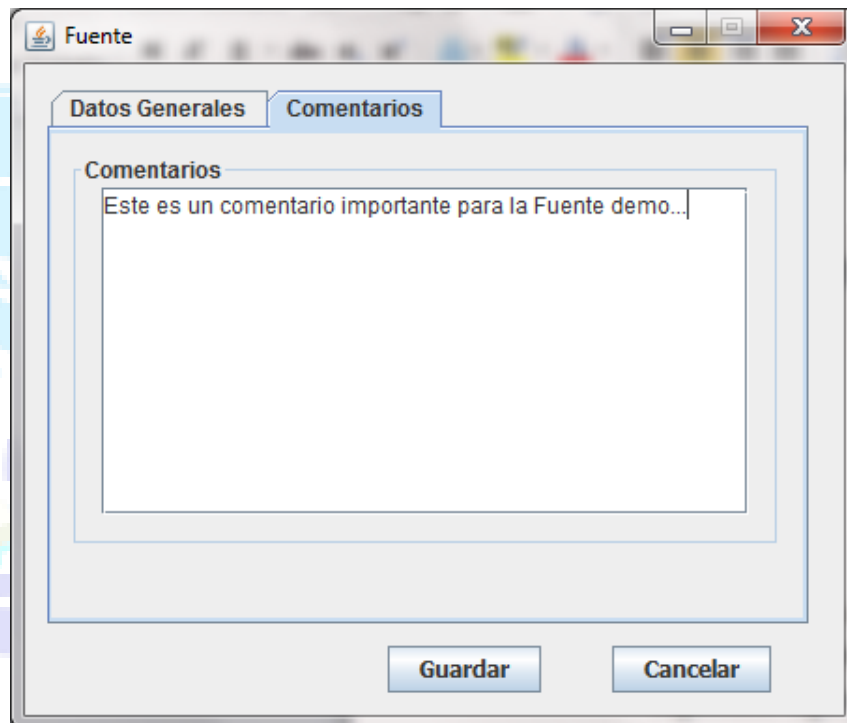 Fuente
Datos Generales
Comentarios
Comentarios
Este es un comentario importante para la Fuente demo...
Guardar
Cancelar